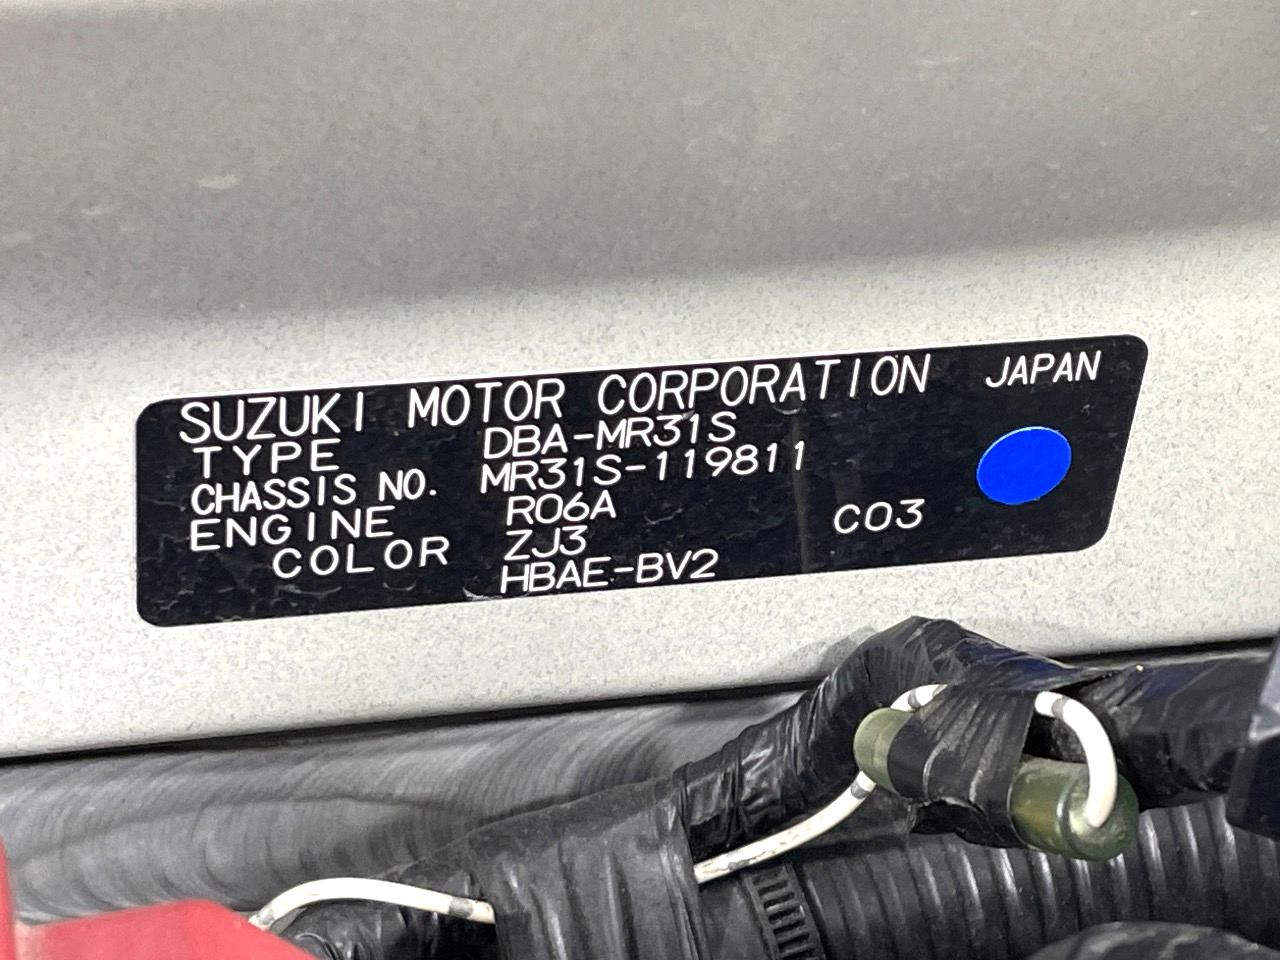 SUZUKI MOTOR CORPORATION JAPAN
TYPE DBA-MR31S
CHASSIS NO. MR31S-119811
ENGINE R06A
COLOR ZJ3 C03
HBAE-BV2